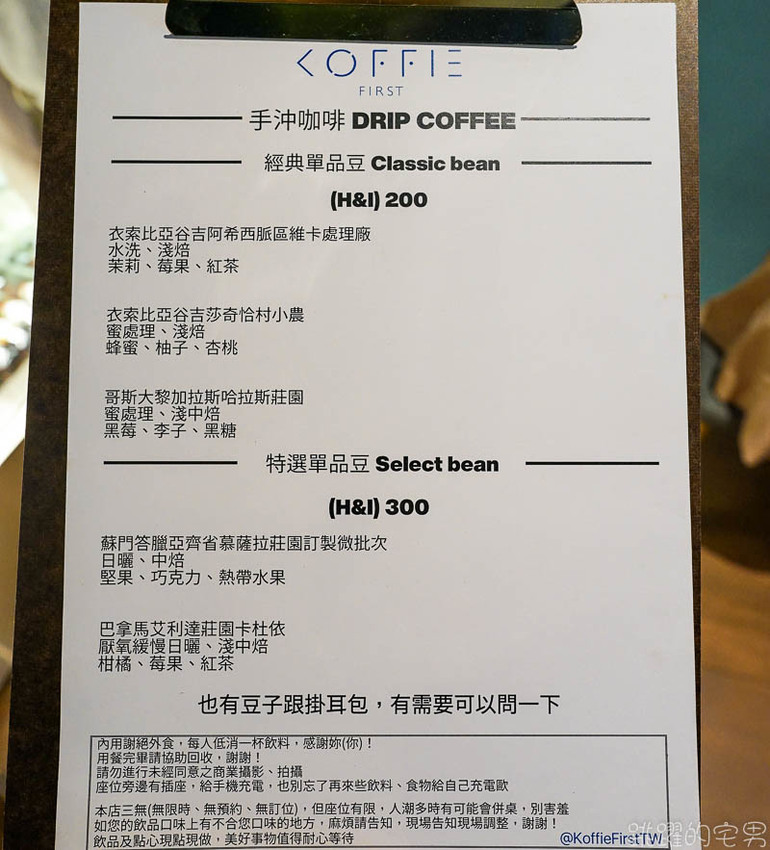 KOFFIE
FIRST
手沖咖啡 DRIP COFFEE
經典單品豆 Classic bean
(H&I) 200
衣索比亞谷吉阿希西脈區維卡處理廠
水洗、淺焙
茉莉、莓果、紅茶
衣索比亞谷吉莎奇恰村小農
蜜處理、淺焙
蜂蜜、柚子、杏桃
哥斯大黎加拉斯哈拉斯莊園
蜜處理、淺中焙
黑莓、李子、黑糖
特選單品豆 Select bean
(H&I) 300
蘇門答臘亞齊省慕薩拉莊園訂製微批次
日曬、中焙
堅果、巧克力、熱帶水果
巴拿馬艾利達莊園卡杜依
厭氧緩慢日曬、淺中焙
柑橘、莓果、紅茶
也有豆子跟掛耳包，有需要可以問一下
內用謝絕外食，每人低消一杯飲料，感謝妳(你)！
用餐完畢請協助回收，謝謝！
請勿進行未經同意之商業攝影、拍攝
座位旁邊有插座，給手機充電，也別忘了再來些飲料、食物給自己充電歐
本店三無(無限時、無預約、無訂位)，但座位有限，人潮多時有可能會併桌，別害羞
如您的飲品口味上有不合您口味的地方，麻煩請告知，現場告知現場調整，謝謝！
飲品及點心現點現做，美好事物值得耐心等待
@KoffieFirstTW
跳躍的宅男